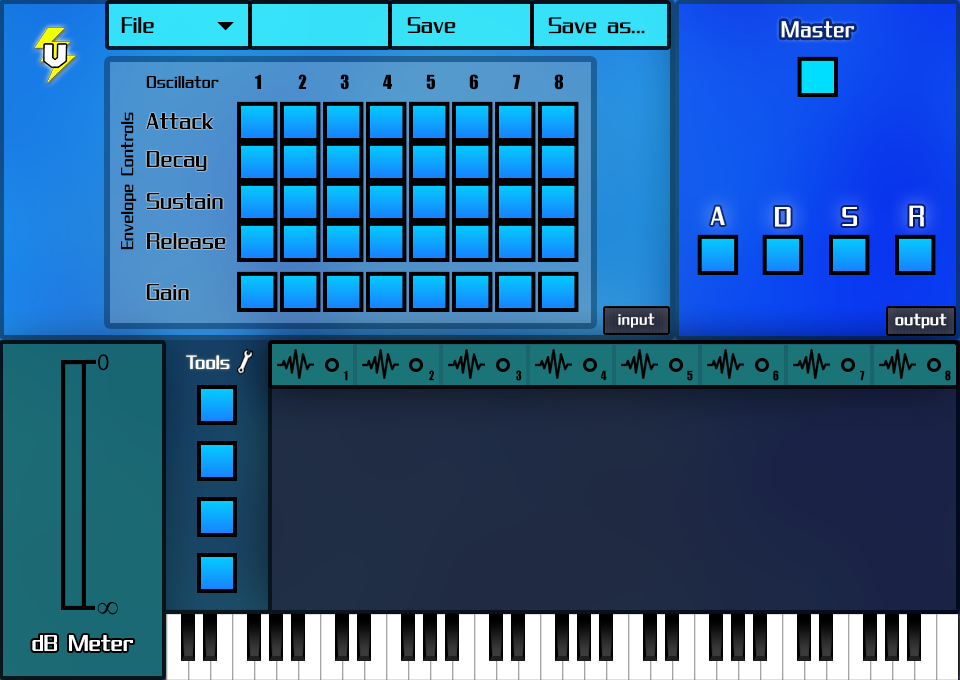 U
File
Save
Save as...
Master
Oscillator 1 2 3 4 5 6 7 8
Envelope Controls
Attack
Decay
Sustain
Release
Gain
A D S R
input
output
0
∞
dB Meter
Tools
1 2 3 4 5 6 7 8